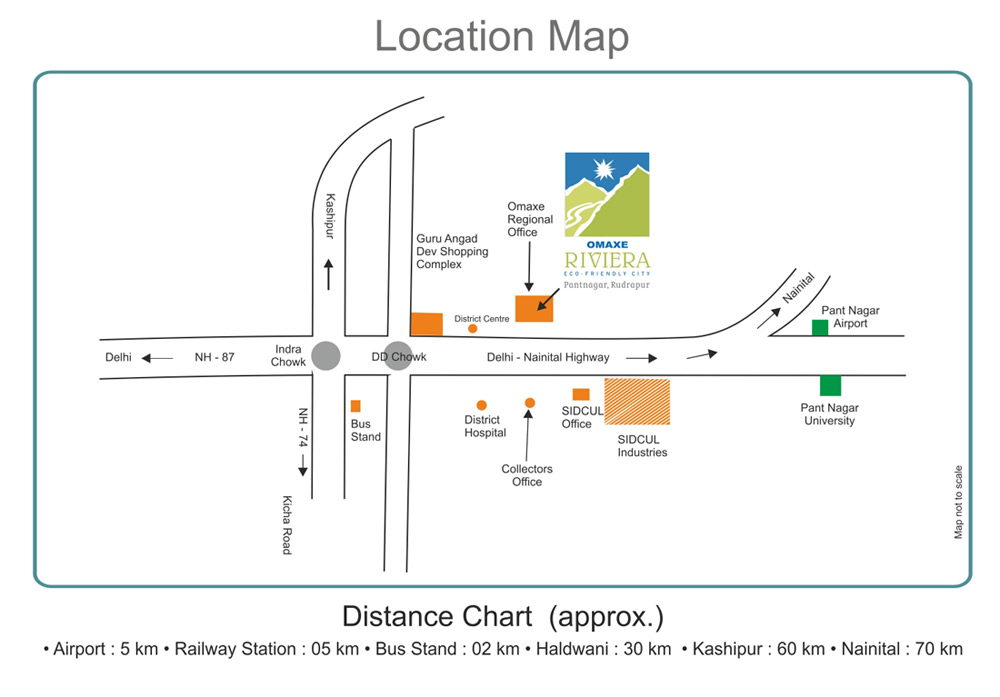 Location Map
Kashipur
Guru Angad
Dev Shopping
Complex
Omaxe
Regional
Office
OMAXE
RIVIERA
ECO-FRIENDLY CITY
Pantnagar, Rudrapur
District Centre
Nainital
Pant Nagar
Airport
Delhi
NH - 87
Indra
Chowk
DD Chowk
Delhi - Nainital Highway
NH - 74
Kicha Road
Bus
Stand
District
Hospital
Collectors
Office
SIDCUL
Office
SIDCUL
Industries
Pant Nagar
University
Map not to scale
Distance Chart (approx.)
• Airport : 5 km • Railway Station : 05 km • Bus Stand : 02 km • Haldwani : 30 km • Kashipur : 60 km • Nainital : 70 km